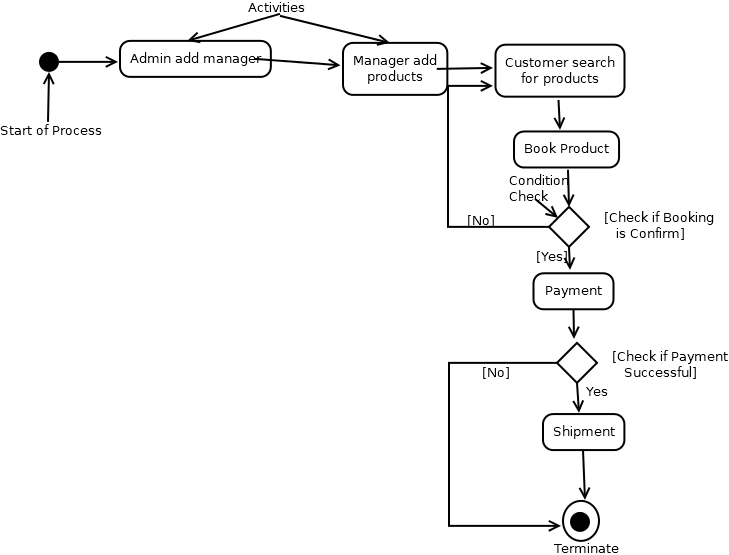 Activities
Admin add manager
Manager add
products
Customer search
for products
Start of Process
Book Product
Condition
Check
[No]
[Check if Booking
is Confirm]
[Yes]
Payment
[Check if Payment
Successful]
[No]
Yes
Shipment
Terminate